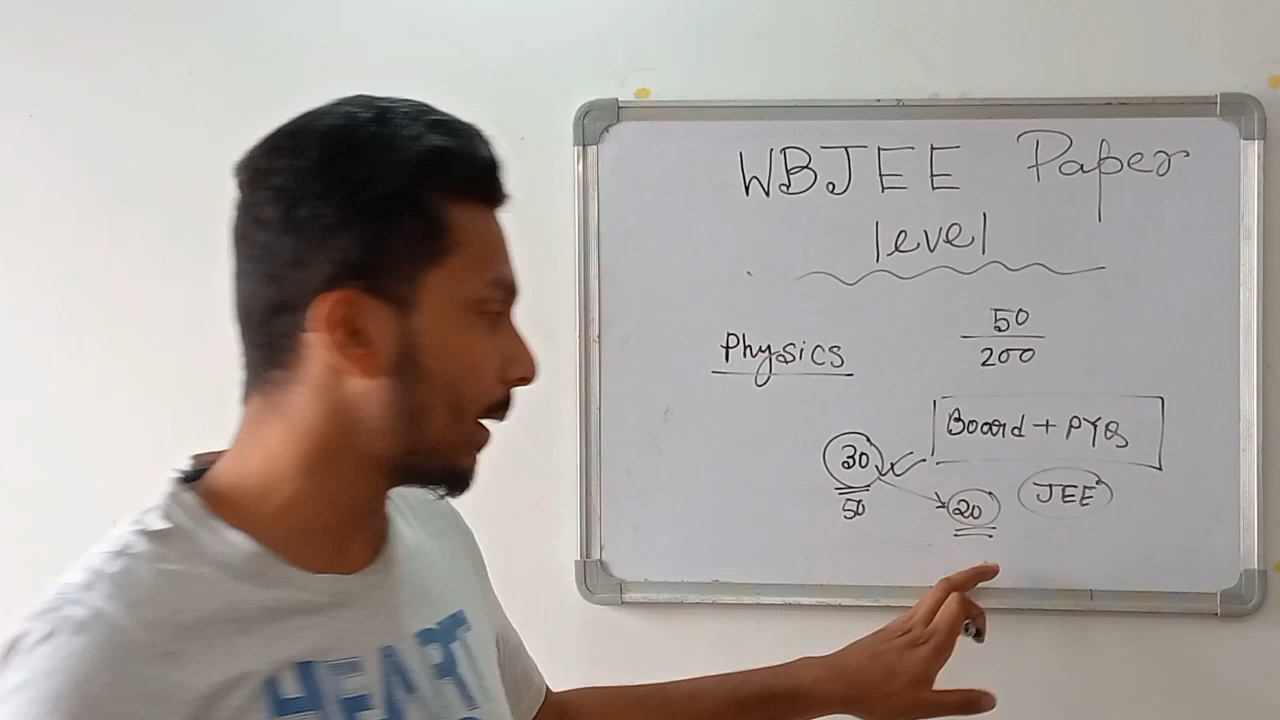 WBJEE Paper
level
Physics
50
200
Board + PYQ
30
50
20
JEE
HEART